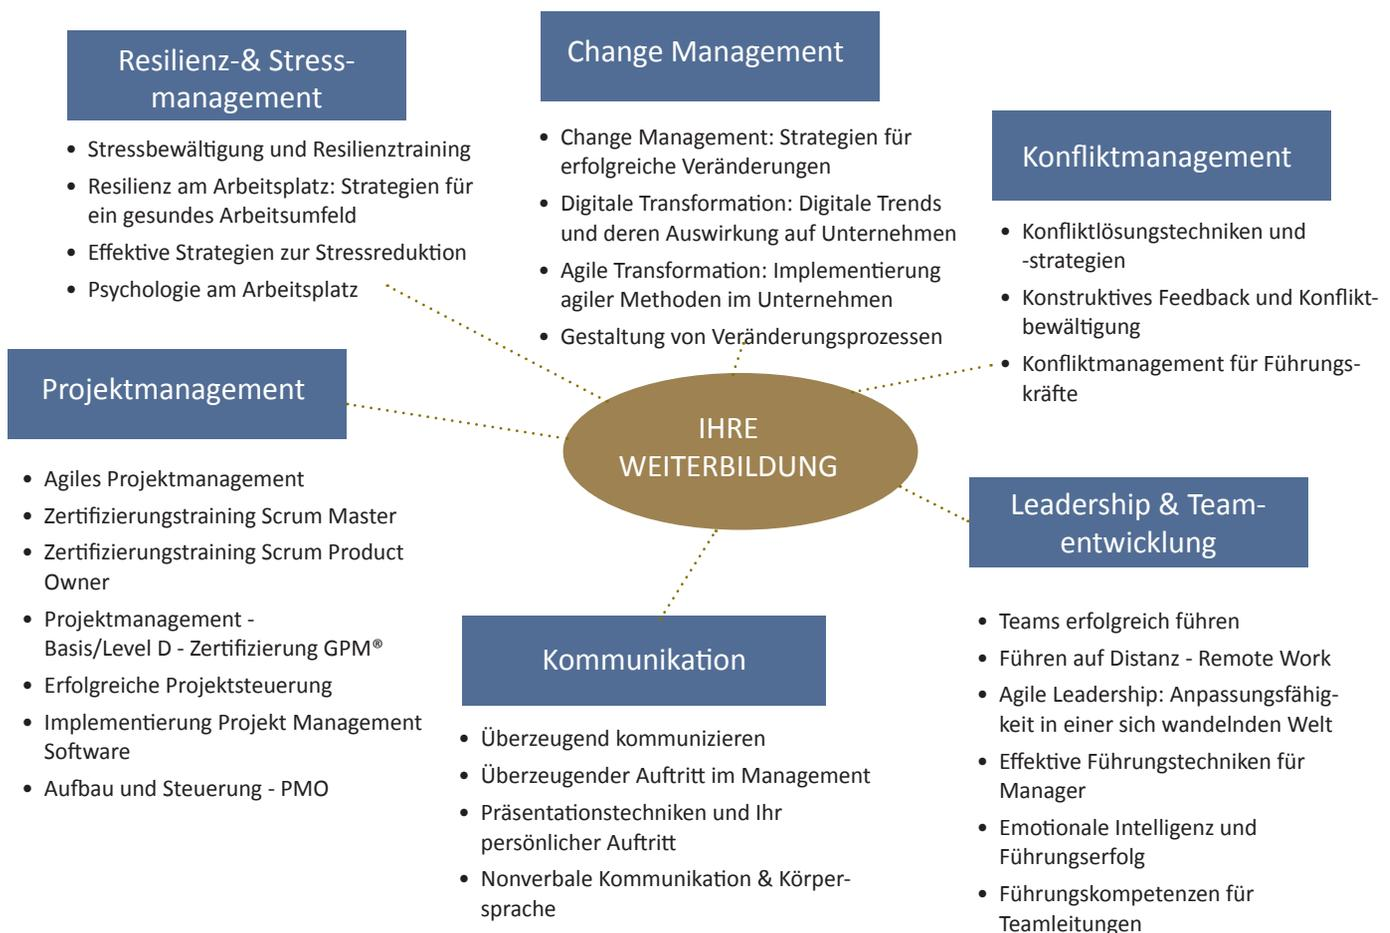 Resilienz-& Stress-
management
• Stressbewältigung und Resilienztraining
• Resilienz am Arbeitsplatz: Strategien für
ein gesundes Arbeitsumfeld
• Effektive Strategien zur Stressreduktion
• Psychologie am Arbeitsplatz
Change Management
• Change Management: Strategien für
erfolgreiche Veränderungen
• Digitale Transformation: Digitale Trends
und deren Auswirkung auf Unternehmen
• Agile Transformation: Implementierung
agiler Methoden im Unternehmen
• Gestaltung von Veränderungsprozessen
Konfliktmanagement
• Konfliktlösungstechniken und
-strategien
• Konstruktives Feedback und Konflikt-
bewältigung
• Konfliktmanagement für Führungs-
kräfte
Projektmanagement
• Agiles Projektmanagement
• Zertifizierungstraining Scrum Master
• Zertifizierungstraining Scrum Product
Owner
• Projektmanagement -
Basis/Level D - Zertifizierung GPM®
• Erfolgreiche Projektsteuerung
• Implementierung Projekt Management
Software
• Aufbau und Steuerung - PMO
IHRE
WEITERBILDUNG
Kommunikation
• Überzeugend kommunizieren
• Überzeugender Auftritt im Management
• Präsentationstechniken und Ihr
persönlicher Auftritt
• Nonverbale Kommunikation & Körper-
sprache
Leadership & Team-
entwicklung
• Teams erfolgreich führen
• Führen auf Distanz - Remote Work
• Agile Leadership: Anpassungsfähig-
keit in einer sich wandelnden Welt
• Effektive Führungstechniken für
Manager
• Emotionale Intelligenz und
Führungserfolg
• Führungskompetenzen für
Teamleitungen